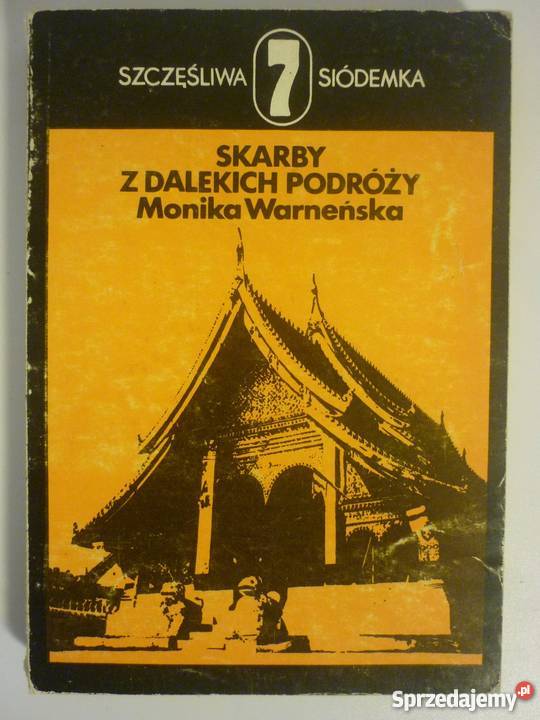 SZCZĘŚLIWA 7 SIÓDEMKA
SKARBY
Z DALEKICH PODRÓŻY
Monika Warneńska
Sprzedajemy.pl